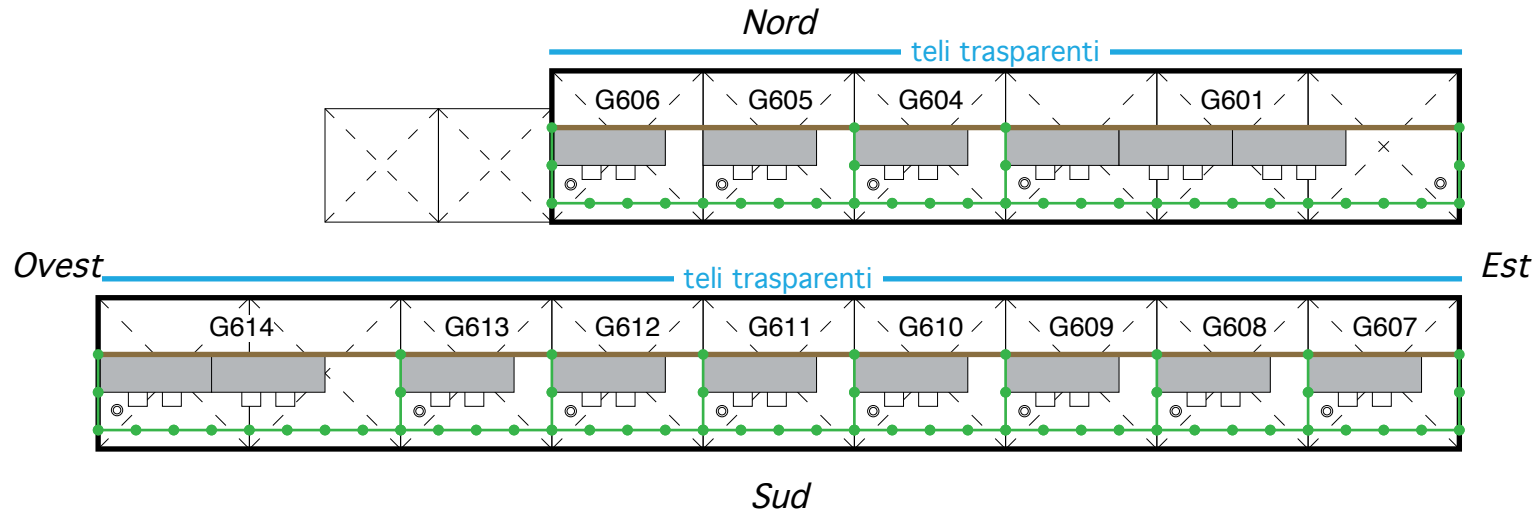 Nord
teli trasparenti
G606 G605 G604 G601
Ovest teli trasparenti Est
G614 G613 G612 G611 G610 G609 G608 G607
Sud